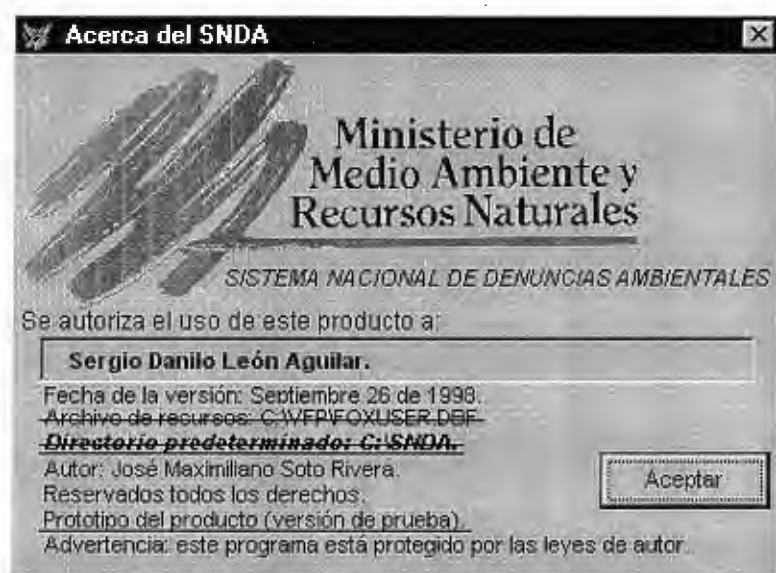 Acerca del SNDA
Ministerio de
Medio Ambiente y
Recursos Naturales
SISTEMA NACIONAL DE DENUNCIAS AMBIENTALES
Se autoriza el uso de este producto a:
Sergio Danilo León Aguilar.
Fecha de la versión: Septiembre 26 de 1998.
Archivo de recursos: C:\VFP\FOXUSER.DBF
Directorio predeterminado: C:\SNDA.
Autor: José Maximiliano Soto Rivera.
Reservados todos los derechos.
Prototipo del producto (versión de prueba).
Advertencia: este programa está protegido por las leyes de autor.
Aceptar